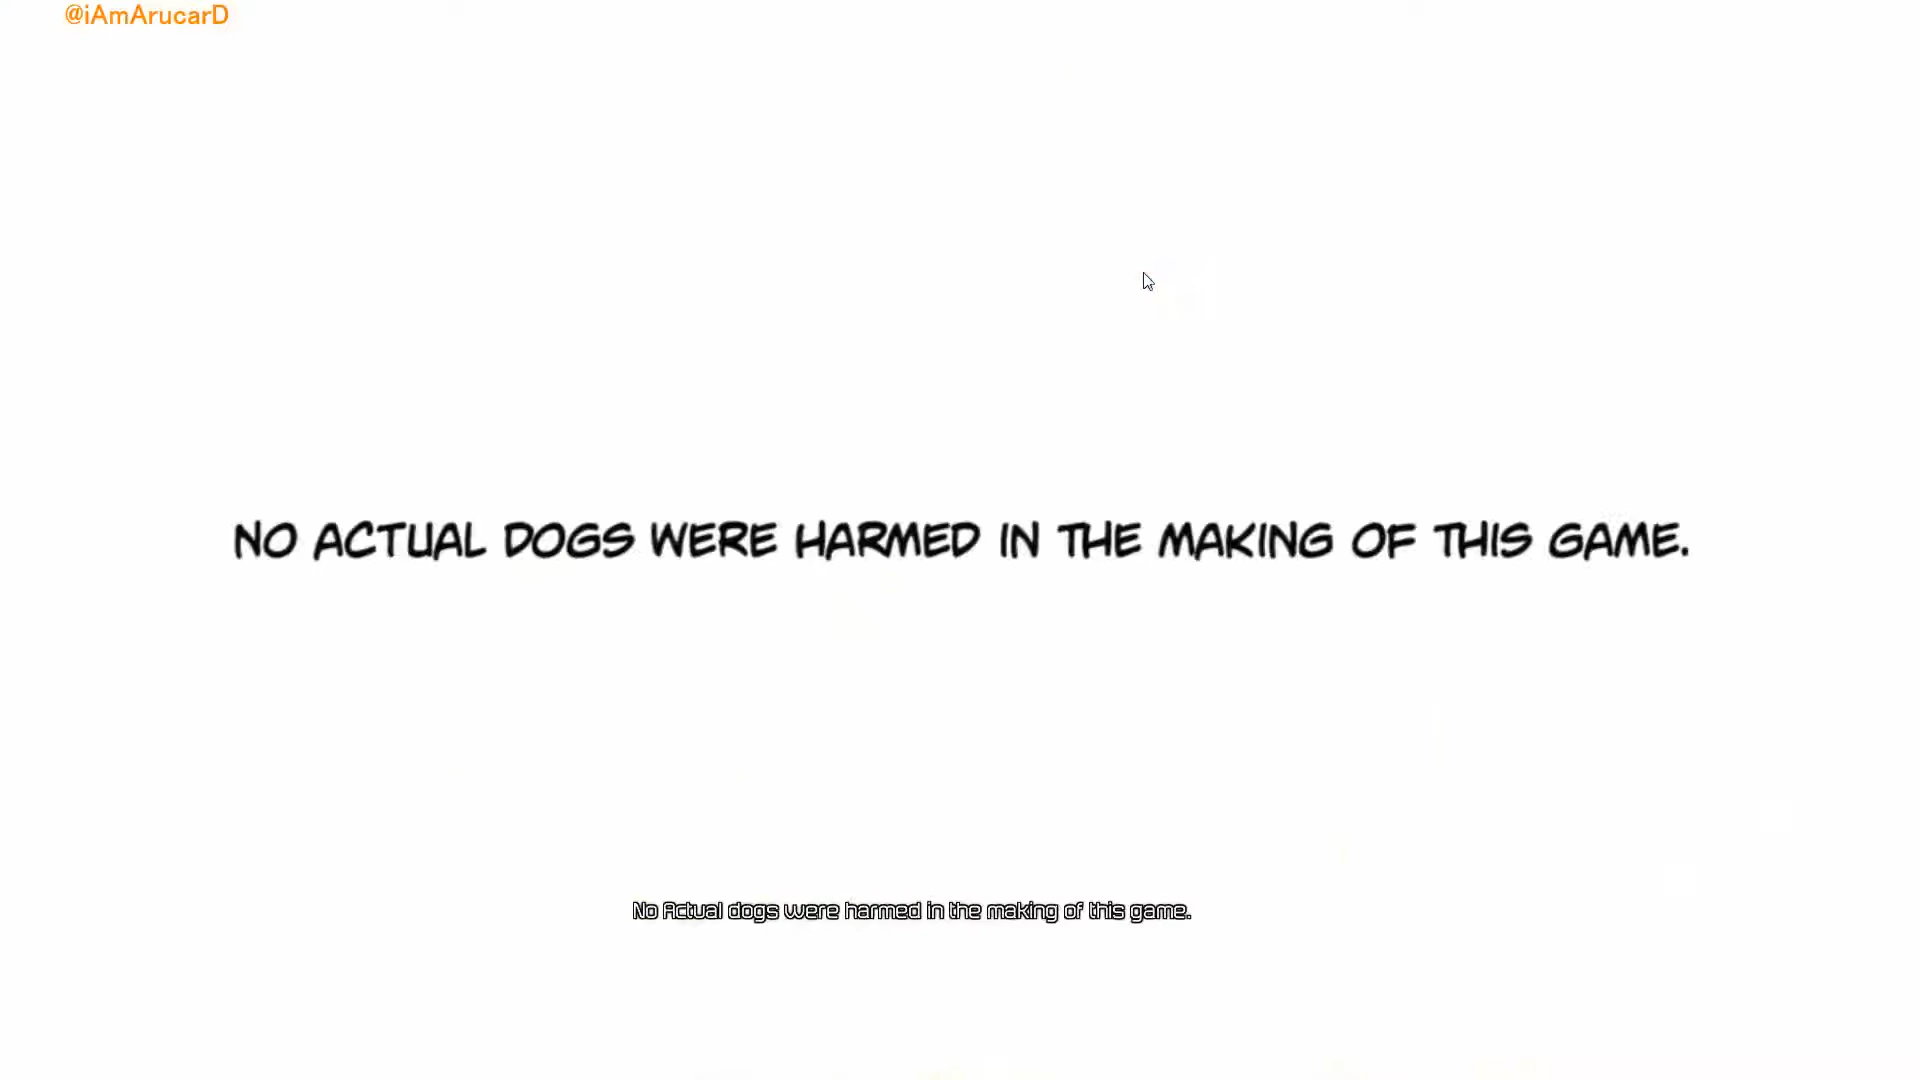 @iAmArucarD
NO ACTUAL DOGS WERE HARMED IN THE MAKING OF THIS GAME.
No Actual dogs were harmed in the making of this game.